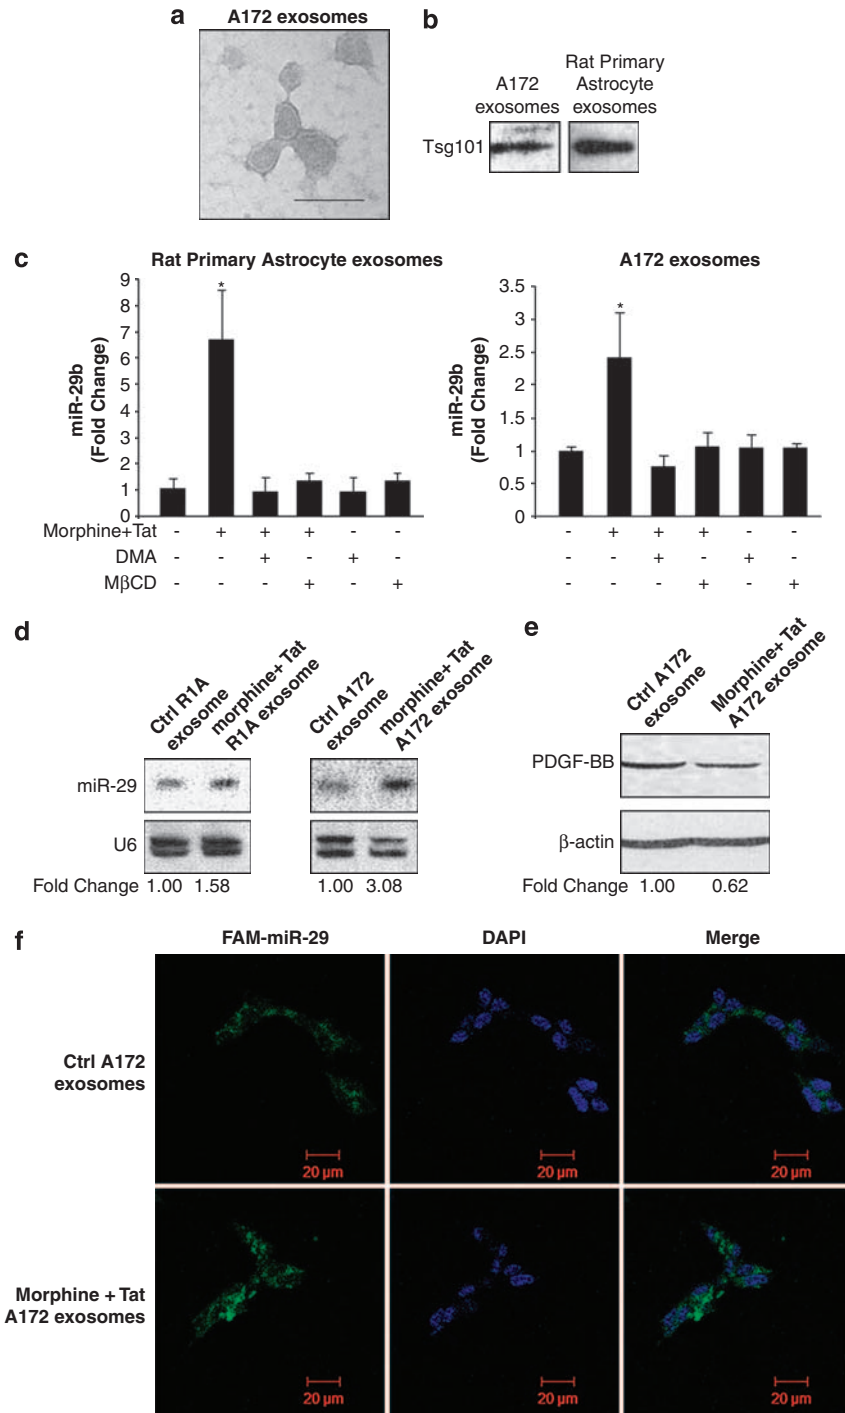 a
A172 exosomes
b
A172
exosomes
Rat Primary
Astrocyte
exosomes
Tsg101
c
Rat Primary Astrocyte exosomes
miR-29b
(Fold Change)
9
8
7
6
5
4
3
2
1
0
*
A172 exosomes
miR-29b
(Fold Change)
3.5
3
2.5
2
1.5
1
0.5
0
*
Morphine+Tat - + + + - - - + + + - -
DMA - - + - + - - - + - + -
MβCD - - - + - + - - - + - +
d
Ctrl R1A
exosome
morphine+ Tat
R1A exosome
Ctrl A172
exosome
morphine+ Tat
A172 exosome
miR-29
U6
Fold Change 1.00 1.58 1.00 3.08
e
Ctrl A172
exosome
Morphine+ Tat
A172 exosome
PDGF-BB
β-actin
Fold Change 1.00 0.62
f
FAM-miR-29 DAPI Merge
Ctrl A172
exosomes
20 µm 20 µm 20 µm
Morphine + Tat
A172 exosomes
20 µm 20 µm 20 µm